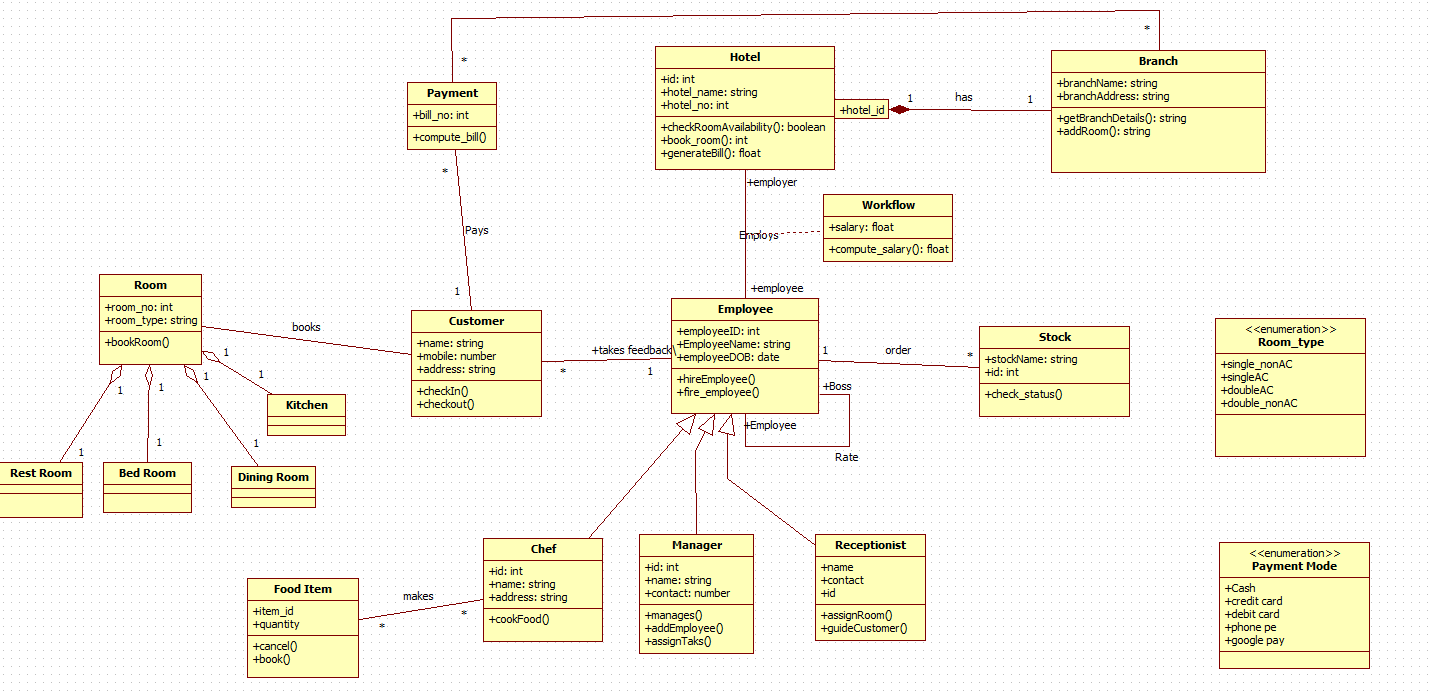 *
*
Payment
+bill_no: int
+compute_bill()
Hotel
+id: int
+hotel_name: string
+hotel_no: int
+checkRoomAvailability(): boolean
+book_room(): int
+generateBill(): float
+hotel_id
1
has
1
Branch
+branchName: string
+branchAddress: string
+getBranchDetails(): string
+addRoom(): string
*
Pays
1
+employer
Employs
+employee
Workflow
+salary: float
+compute_salary(): float
Room
+room_no: int
+room_type: string
+bookRoom()
books
Customer
+name: string
+mobile: number
+address: string
+checkIn()
+checkout()
+takes feedback\
*
1
Employee
+employeeID: int
+EmployeeName: string
+employeeDOB: date
+hireEmployee()
+fire_employee()
1
order
*
Stock
+stockName: string
+id: int
+check_status()
<<enumeration>>
Room_type
+single_nonAC
+singleAC
+doubleAC
+double_nonAC
+Boss
+Employee
Rate
1
1
1
1
1
1
1
1
Kitchen
Rest Room
Bed Room
Dining Room
Food Item
+item_id
+quantity
+cancel()
+book()
makes
*
*
Chef
+id: int
+name: string
+address: string
+cookFood()
Manager
+id: int
+name: string
+contact: number
+manages()
+addEmployee()
+assignTaks()
Receptionist
+name
+contact
+id
+assignRoom()
+guideCustomer()
<<enumeration>>
Payment Mode
+Cash
+credit card
+debit card
+phone pe
+google pay